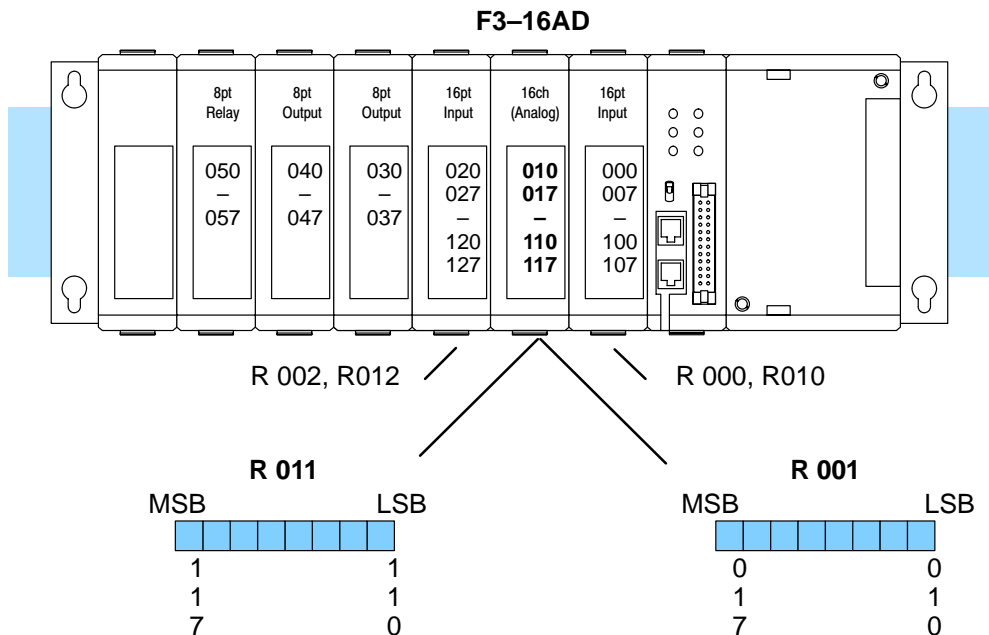 F3–16AD
8pt Relay
8pt Output
8pt Output
16pt Input
16ch (Analog)
16pt Input
050 – 057
040 – 047
030 – 037
020 027 – 120 127
010 017 – 110 117
000 007 – 100 107
R 002, R012
R 000, R010
R 011
R 001
MSB LSB
MSB LSB
1 1
1 1
7 0
0 0
1 1
7 0